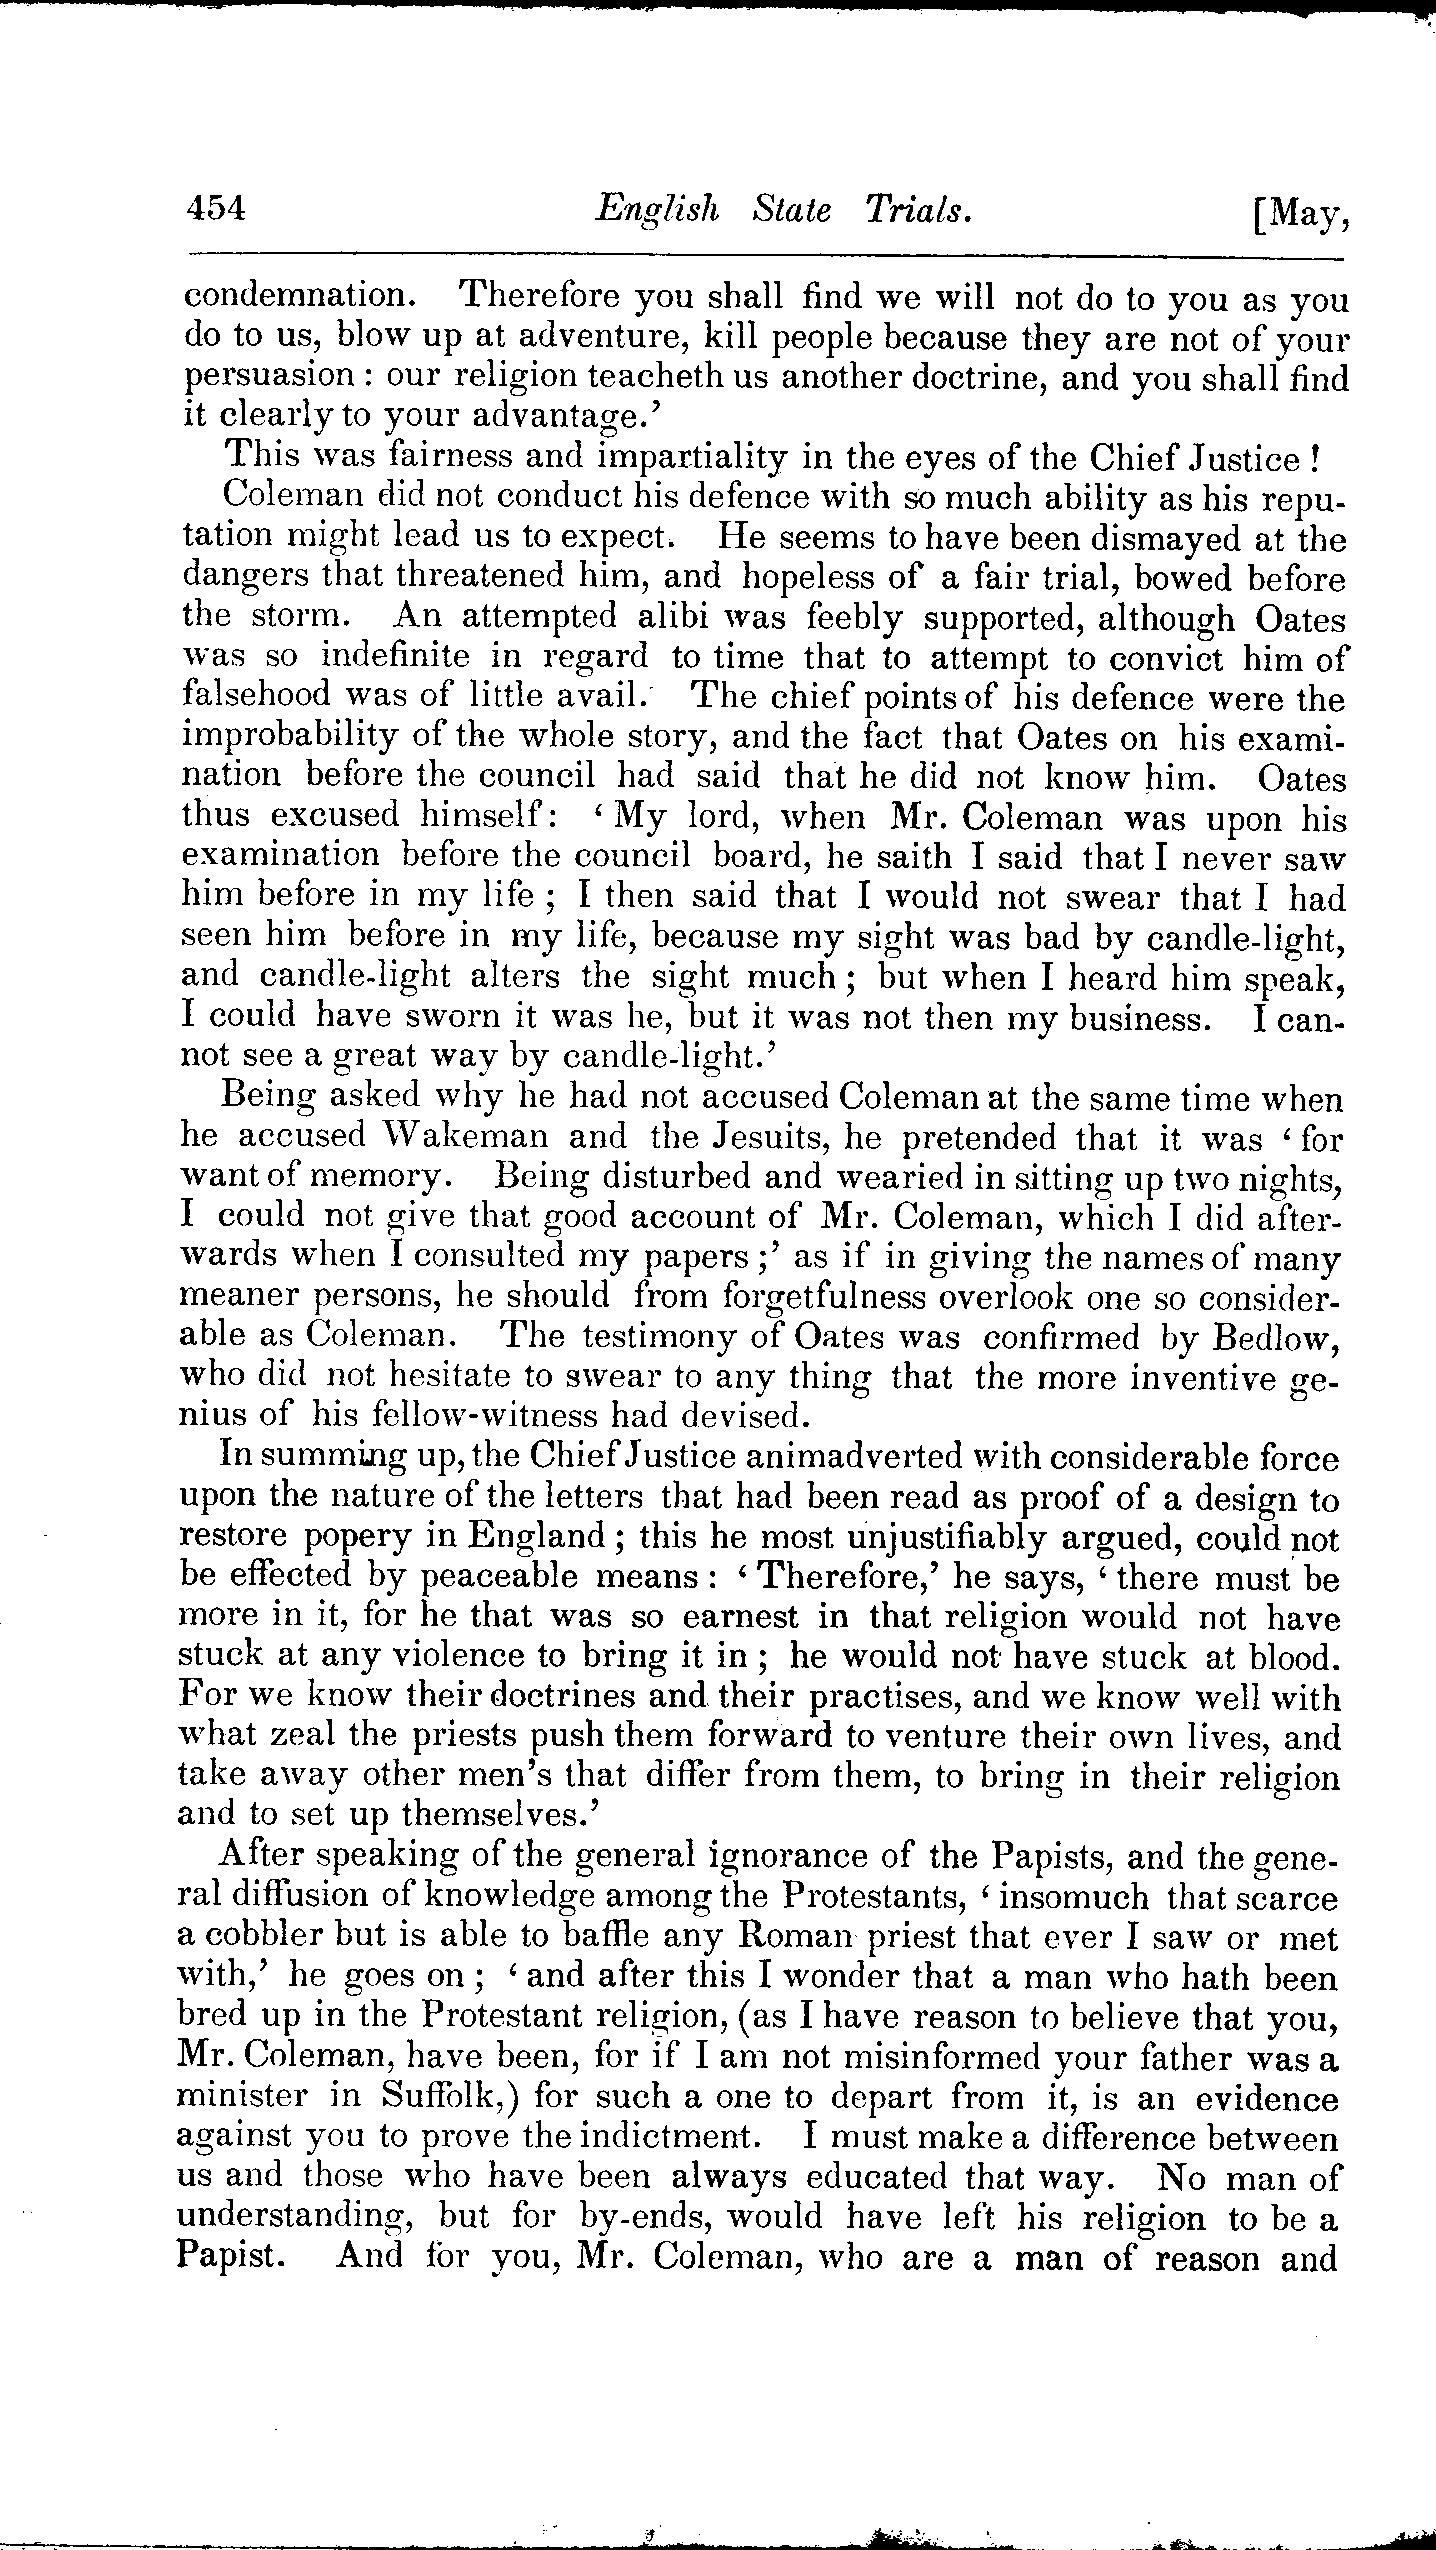 454 English State Trials. [May,
condemnation. Therefore you shall find we will not do to you as you
do to us, blow up at adventure, kill people because they are not of your
persuasion : our religion teacheth us another doctrine, and you shall find
it clearly to your advantage.’
This was fairness and impartiality in the eyes of the Chief Justice !
Coleman did not conduct his defence with so much ability as his repu-
tation might lead us to expect. He seems to have been dismayed at the
dangers that threatened him, and hopeless of a fair trial, bowed before
the storm. An attempted alibi was feebly supported, although Oates
was so indefinite in regard to time that to attempt to convict him of
falsehood was of little avail. The chief points of his defence were the
improbability of the whole story, and the fact that Oates on his exami-
nation before the council had said that he did not know him. Oates
thus excused himself: ‘ My lord, when Mr. Coleman was upon his
examination before the council board, he saith I said that I never saw
him before in my life ; I then said that I would not swear that I had
seen him before in my life, because my sight was bad by candle-light,
and candle-light alters the sight much ; but when I heard him speak,
I could have sworn it was he, but it was not then my business. I can-
not see a great way by candle-light.’
Being asked why he had not accused Coleman at the same time when
he accused Wakeman and the Jesuits, he pretended that it was ‘ for
want of memory. Being disturbed and wearied in sitting up two nights,
I could not give that good account of Mr. Coleman, which I did after-
wards when I consulted my papers ;’ as if in giving the names of many
meaner persons, he should from forgetfulness overlook one so consider-
able as Coleman. The testimony of Oates was confirmed by Bedlow,
who did not hesitate to swear to any thing that the more inventive ge-
nius of his fellow-witness had devised.
In summing up, the Chief Justice animadverted with considerable force
upon the nature of the letters that had been read as proof of a design to
restore popery in England ; this he most unjustifiably argued, could not
be effected by peaceable means : ‘ Therefore,’ he says, ‘ there must be
more in it, for he that was so earnest in that religion would not have
stuck at any violence to bring it in ; he would not have stuck at blood.
For we know their doctrines and their practises, and we know well with
what zeal the priests push them forward to venture their own lives, and
take away other men’s that differ from them, to bring in their religion
and to set up themselves.’
After speaking of the general ignorance of the Papists, and the gene-
ral diffusion of knowledge among the Protestants, ‘ insomuch that scarce
a cobbler but is able to baffle any Roman priest that ever I saw or met
with,’ he goes on ; ‘ and after this I wonder that a man who hath been
bred up in the Protestant religion, (as I have reason to believe that you,
Mr. Coleman, have been, for if I am not misinformed your father was a
minister in Suffolk,) for such a one to depart from it, is an evidence
against you to prove the indictment. I must make a difference between
us and those who have been always educated that way. No man of
understanding, but for by-ends, would have left his religion to be a
Papist. And for you, Mr. Coleman, who are a man of reason and